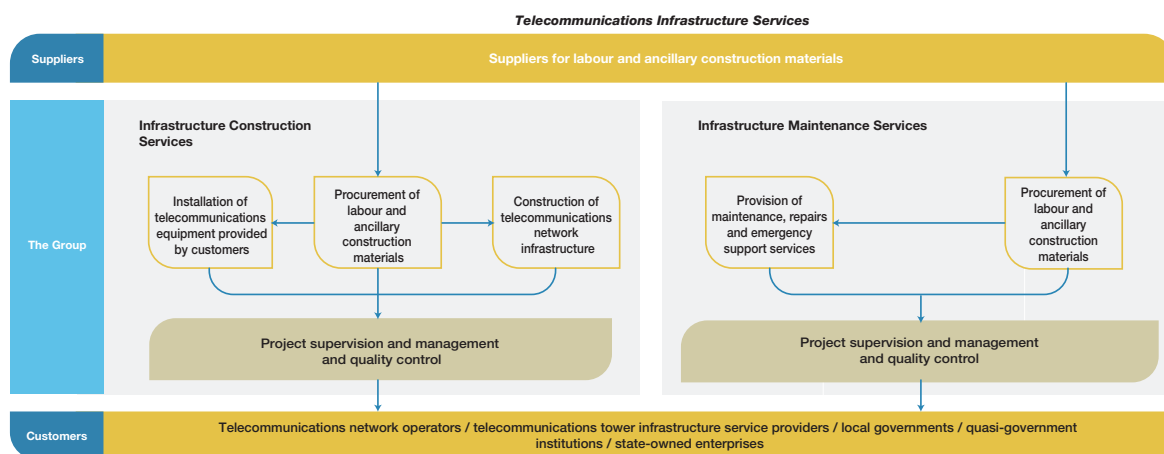 Telecommunications Infrastructure Services
Suppliers
Suppliers for labour and ancillary construction materials
The Group
Infrastructure Construction
Services
Installation of
telecommunications
equipment provided
by customers
Procurement of
labour and
ancillary
construction
materials
Construction of
telecommunications
network
infrastructure
Project supervision and management
and quality control
Infrastructure Maintenance Services
Provision of
maintenance, repairs
and emergency
support services
Procurement of
labour and
ancillary
construction
materials
Project supervision and management
and quality control
Customers
Telecommunications network operators / telecommunications tower infrastructure service providers / local governments / quasi-government
institutions / state-owned enterprises